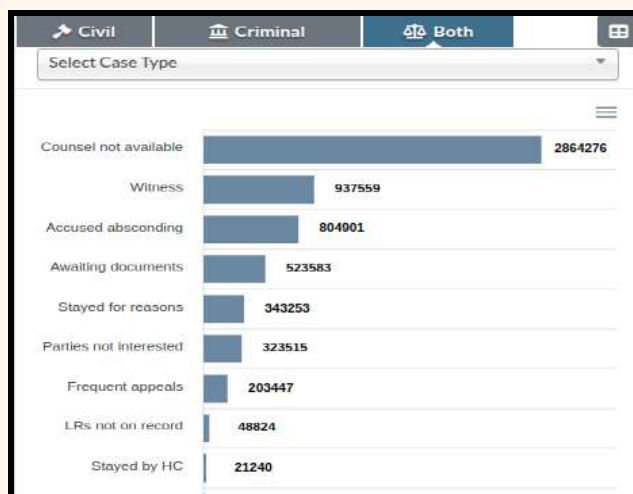 Civil
Criminal
Both
Select Case Type
Counsel not available 2864276
Witness 937559
Accused absconding 804901
Awaiting documents 523583
Stayed for reasons 343253
Parties not interested 323515
Frequent appeals 203447
LRs not on record 48824
Stayed by HC 21240